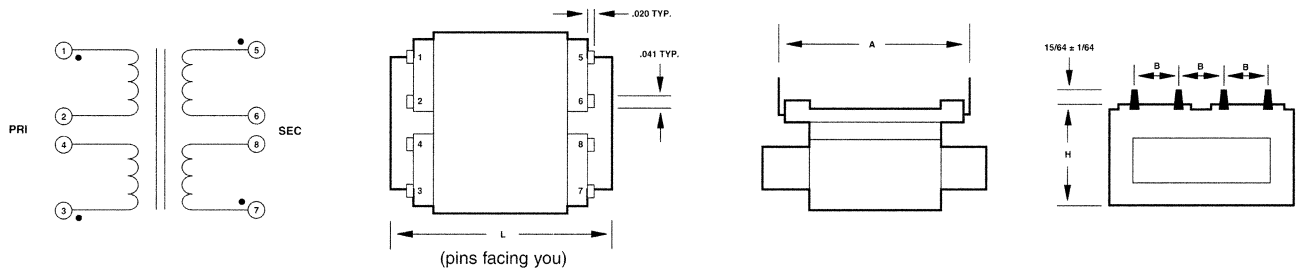 PRI
1
2
4
3
5
6
8
7
SEC
1
2
4
3
5
6
8
7
.020 TYP.
.041 TYP.
L
(pins facing you)
A
15/64 ± 1/64
B
B
B
H